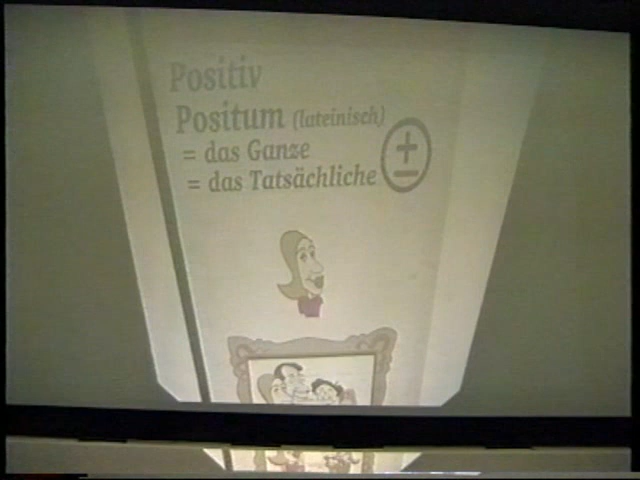 Positiv
Positum (lateinisch)
= das Ganze
= das Tatsächliche
+
−